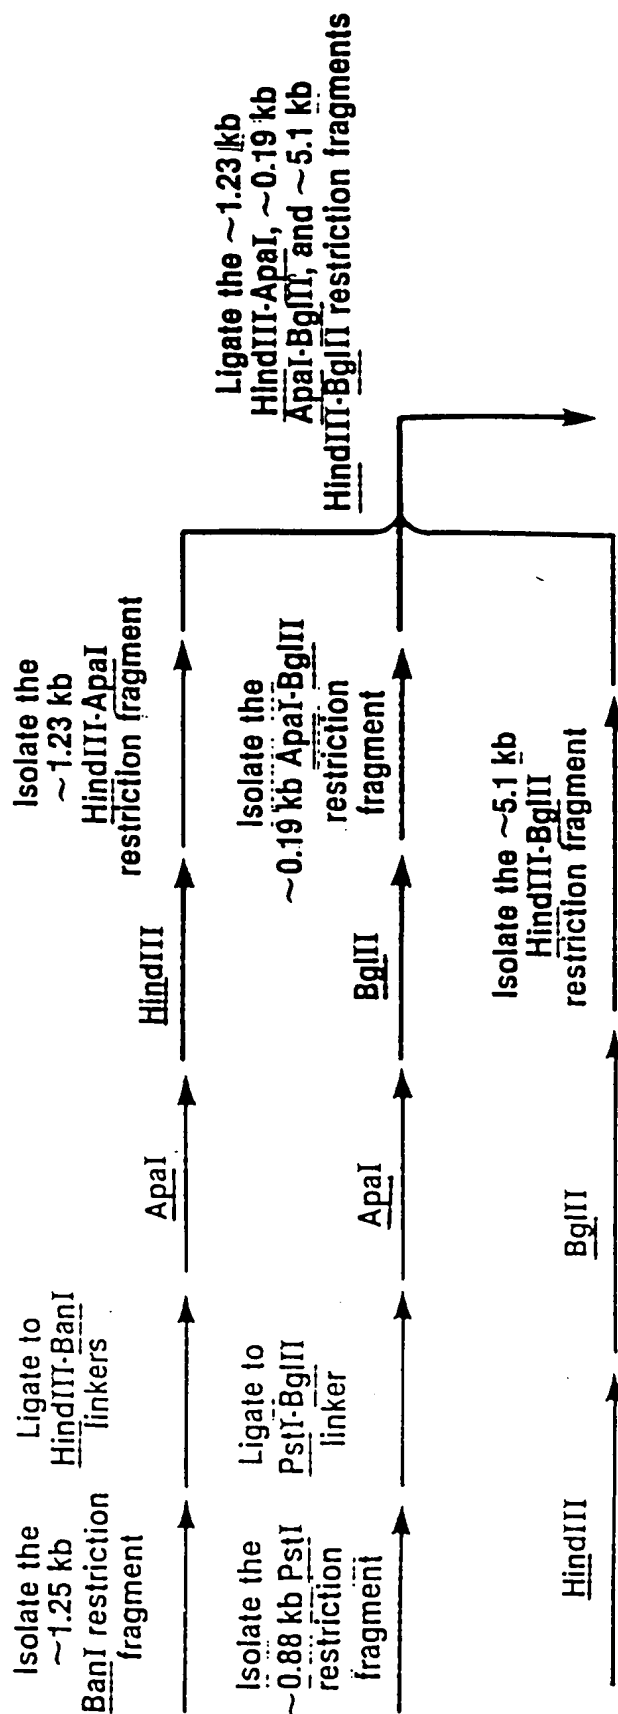 Isolate the
~1.25 kb
BanI restriction
fragment
Ligate to
HindIII-BanI
linkers
ApaI
HindIII
Isolate the
~1.23 kb
HindIII-ApaI
restriction fragment
Isolate the
~0.88 kb PstI
restriction
fragment
Ligate to
PstI-BglII
linker
ApaI
BglII
Isolate the
~0.19 kb ApaI-BglII
restriction
fragment
HindIII
BglII
Isolate the ~5.1 kb
HindIII-BglII
restriction fragment
Ligate the ~1.23 kb
HindIII-ApaI, ~0.19 kb
ApaI-BglII, and ~5.1 kb
HindIII-BglII restriction fragments